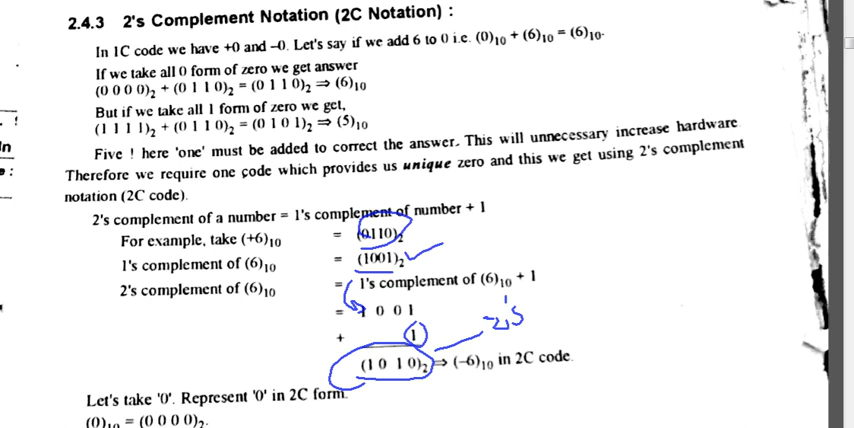 2.4.3 2's Complement Notation (2C Notation) :
In 1C code we have +0 and –0. Let's say if we add 6 to 0 i.e. (0)₁₀ + (6)₁₀ = (6)₁₀.
If we take all 0 form of zero we get answer
(0 0 0 0)₂ + (0 1 1 0)₂ = (0 1 1 0)₂ ⇒ (6)₁₀
But if we take all 1 form of zero we get,
(1 1 1 1)₂ + (0 1 1 0)₂ = (0 1 0 1)₂ ⇒ (5)₁₀
Five ! here 'one' must be added to correct the answer. This will unnecessary increase hardware.
Therefore we require one code which provides us unique zero and this we get using 2's complement
notation (2C code).
2's complement of a number = 1's complement of number + 1
For example, take (+6)₁₀ = (0110)₂
1's complement of (6)₁₀ = (1001)₂
2's complement of (6)₁₀ = 1's complement of (6)₁₀ + 1
= 1 0 0 1
+ 1
2's
(1 0 1 0)₂ ⇒ (–6)₁₀ in 2C code.
Let's take '0'. Represent '0' in 2C form.
(0)₁₀ = (0 0 0 0)₂.
!
In
: